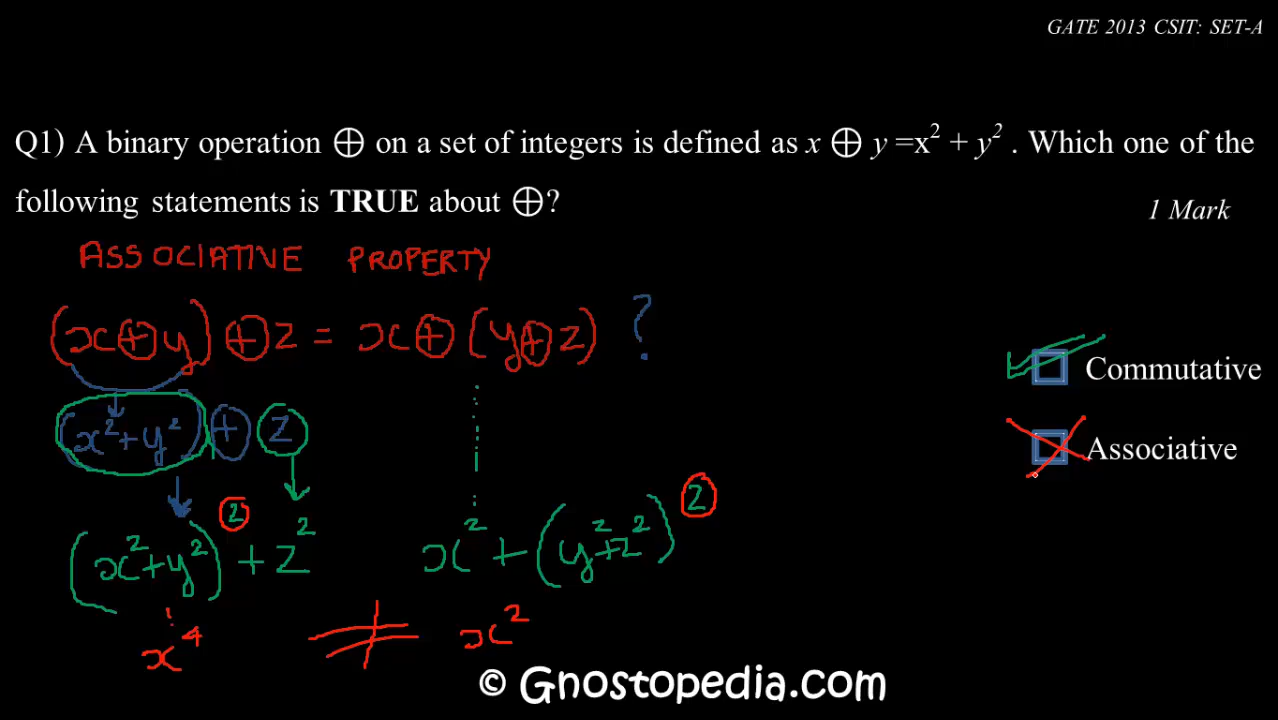 GATE 2013 CSIT: SET-A
Q1) A binary operation ⊕ on a set of integers is defined as x ⊕ y =x² + y² . Which one of the
following statements is TRUE about ⊕?
1 Mark
ASSOCIATIVE PROPERTY
(x⊕y)⊕z = x⊕(y⊕z) ?
(x²+y²) ⊕ z
(x²+y²)² + z² x² + (y²+z²)²
x⁴ ≠ x²
Commutative
Associative
© Gnostopedia.com